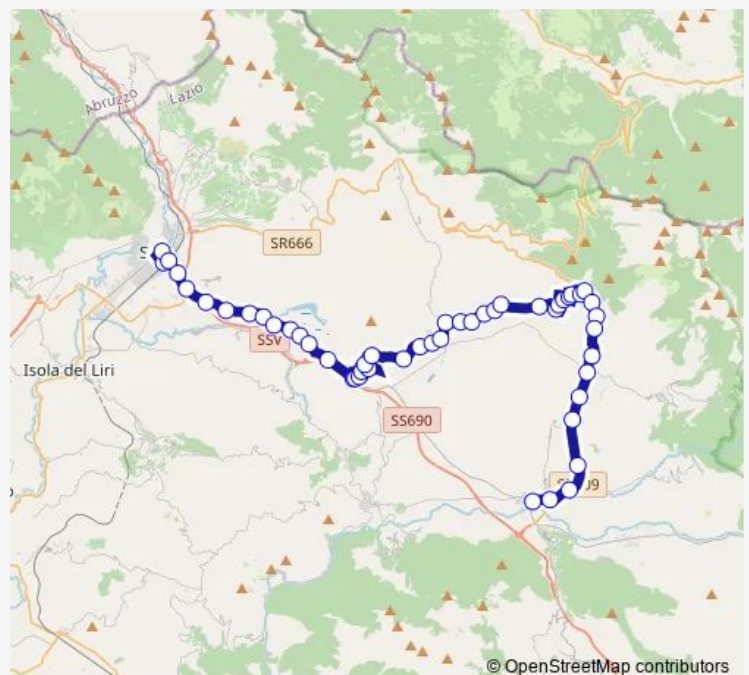 Abruzzo
Lazio
SR666
S
SSV
Isola del Liri
SS690
© OpenStreetMap contributors